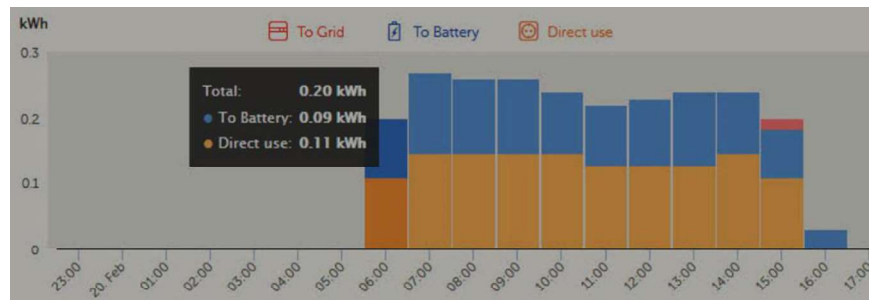 kWh
To Grid To Battery Direct use
0.3
0.2
0.1
0
Total: 0.20 kWh
To Battery: 0.09 kWh
Direct use: 0.11 kWh
23:00 20. Feb 01:00 02:00 03:00 04:00 05:00 06:00 07:00 08:00 09:00 10:00 11:00 12:00 13:00 14:00 15:00 16:00 17:00